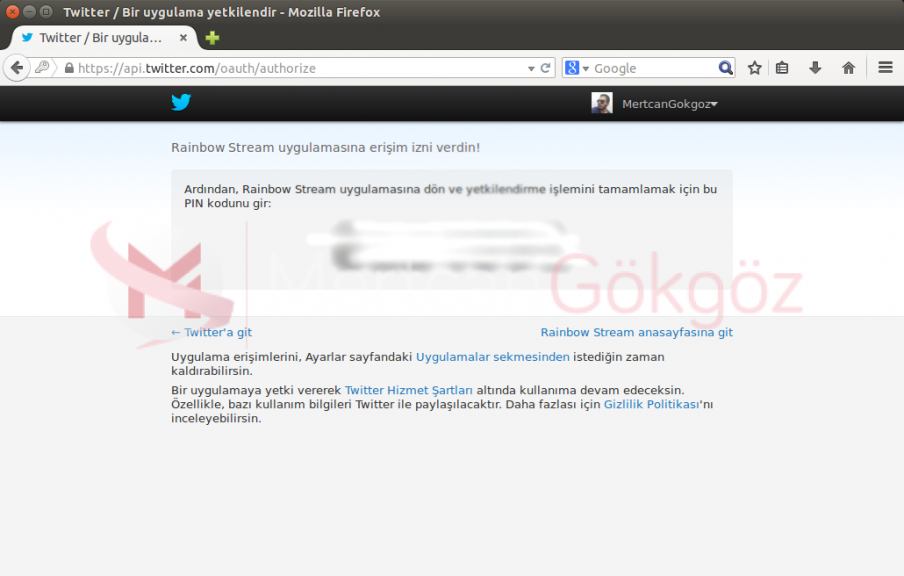 Twitter / Bir uygulama yetkilendir - Mozilla Firefox
Twitter / Bir uygula...
https://api.twitter.com/oauth/authorize
Google
MertcanGokgoz
Rainbow Stream uygulamasına erişim izni verdin!
Ardından, Rainbow Stream uygulamasına dön ve yetkilendirme işlemini tamamlamak için bu
PIN kodunu gir:
Mertcan Gökgöz
← Twitter'a git
Rainbow Stream anasayfasına git
Uygulama erişimlerini, Ayarlar sayfandaki Uygulamalar sekmesinden istediğin zaman
kaldırabilirsin.
Bir uygulamaya yetki vererek Twitter Hizmet Şartları altında kullanıma devam edeceksin.
Özellikle, bazı kullanım bilgileri Twitter ile paylaşılacaktır. Daha fazlası için Gizlilik Politikası'nı
inceleyebilirsin.